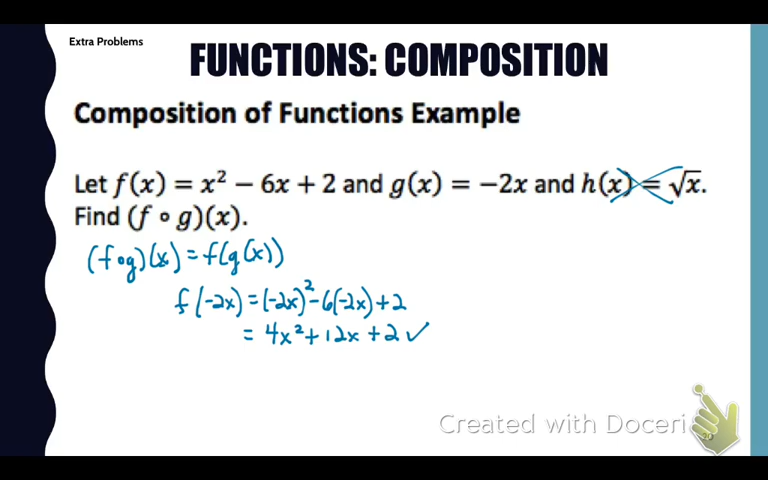 Extra Problems
FUNCTIONS: COMPOSITION
Composition of Functions Example
Let f(x) = x² − 6x + 2 and g(x) = −2x and h(x) = √x.
Find (f ∘ g)(x).
(f∘g)(x) = f(g(x))
f(-2x) = (-2x)² - 6(-2x) + 2
= 4x² + 12x + 2 ✓
Created with Doceri
20